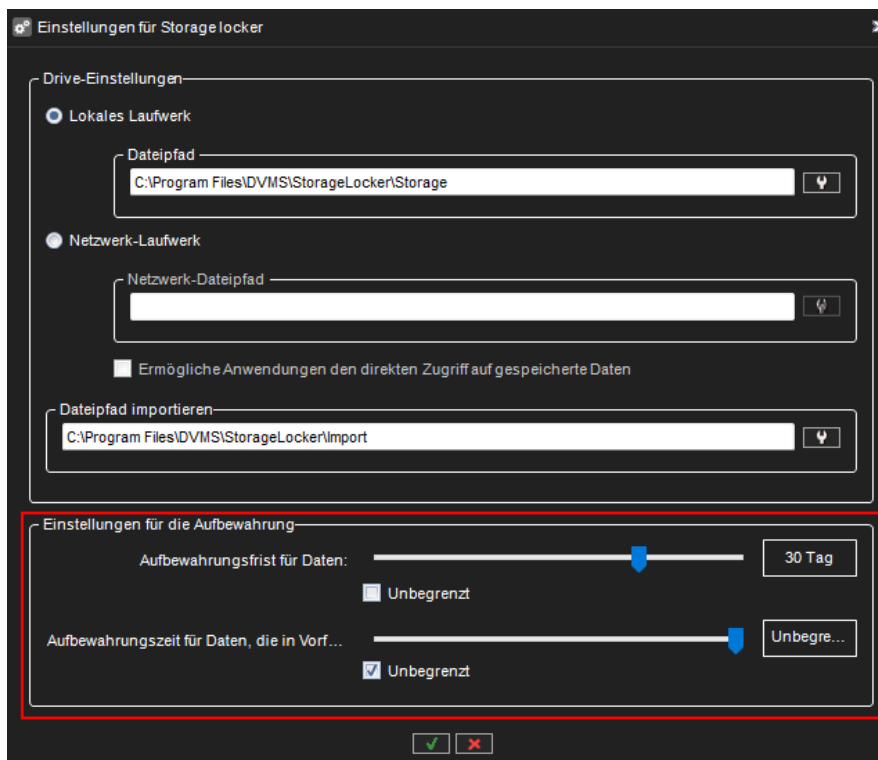 Einstellungen für Storage locker
Drive-Einstellungen
Lokales Laufwerk
Dateipfad
C:\Program Files\DVMS\StorageLocker\Storage
Netzwerk-Laufwerk
Netzwerk-Dateipfad
Ermögliche Anwendungen den direkten Zugriff auf gespeicherte Daten
Dateipfad importieren
C:\Program Files\DVMS\StorageLocker\Import
Einstellungen für die Aufbewahrung
Aufbewahrungsfrist für Daten:
30 Tag
Unbegrenzt
Aufbewahrungszeit für Daten, die in Vorf...
Unbegre...
Unbegrenzt